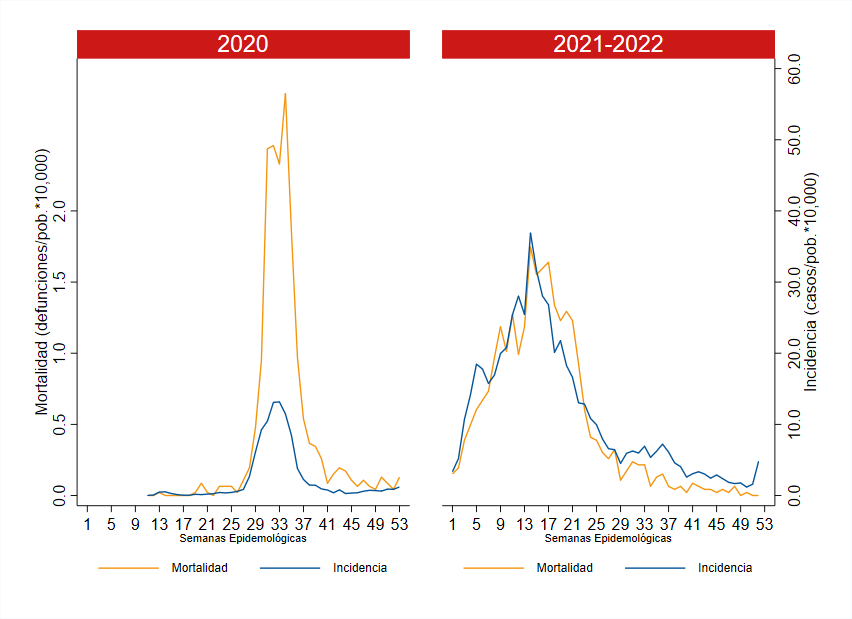 2020
2021-2022
Mortalidad (defunciones/pob.*10,000)
0.0 0.5 1.0 1.5 2.0
1 5 9 13 17 21 25 29 33 37 41 45 49 53
Semanas Epidemológicas
Mortalidad Incidencia
1 5 9 13 17 21 25 29 33 37 41 45 49 53
Semanas Epidemológicas
Mortalidad Incidencia
0.0 10.0 20.0 30.0 40.0 50.0 60.0
Incidencia (casos/pob.*10,000)